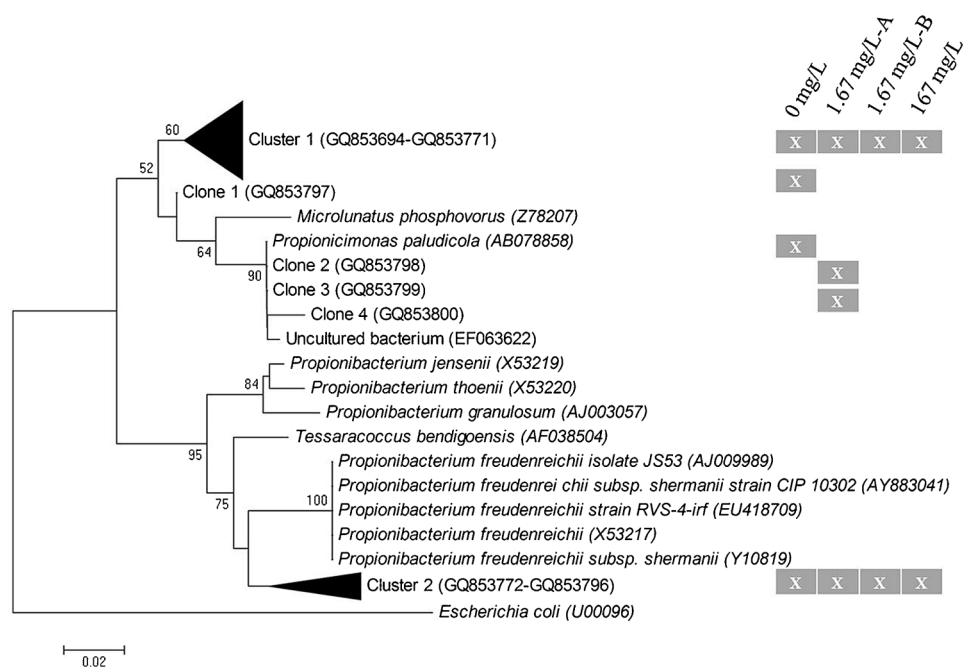 0 mg/L
1.67 mg/L-A
1.67 mg/L-B
167 mg/L
60
Cluster 1 (GQ853694-GQ853771)
X X X X
52
Clone 1 (GQ853797)
X
Microlunatus phosphovorus (Z78207)
64
Propionicimonas paludicola (AB078858)
X
90
Clone 2 (GQ853798)
X
Clone 3 (GQ853799)
X
Clone 4 (GQ853800)
Uncultured bacterium (EF063622)
Propionibacterium jensenii (X53219)
84
Propionibacterium thoenii (X53220)
Propionibacterium granulosum (AJ003057)
95
Tessaracoccus bendigoensis (AF038504)
Propionibacterium freudenreichii isolate JS53 (AJ009989)
Propionibacterium freudenrei chii subsp. shermanii strain CIP 10302 (AY883041)
75
100
Propionibacterium freudenreichii strain RVS-4-irf (EU418709)
Propionibacterium freudenreichii (X53217)
Propionibacterium freudenreichii subsp. shermanii (Y10819)
Cluster 2 (GQ853772-GQ853796)
X X X X
Escherichia coli (U00096)
0.02